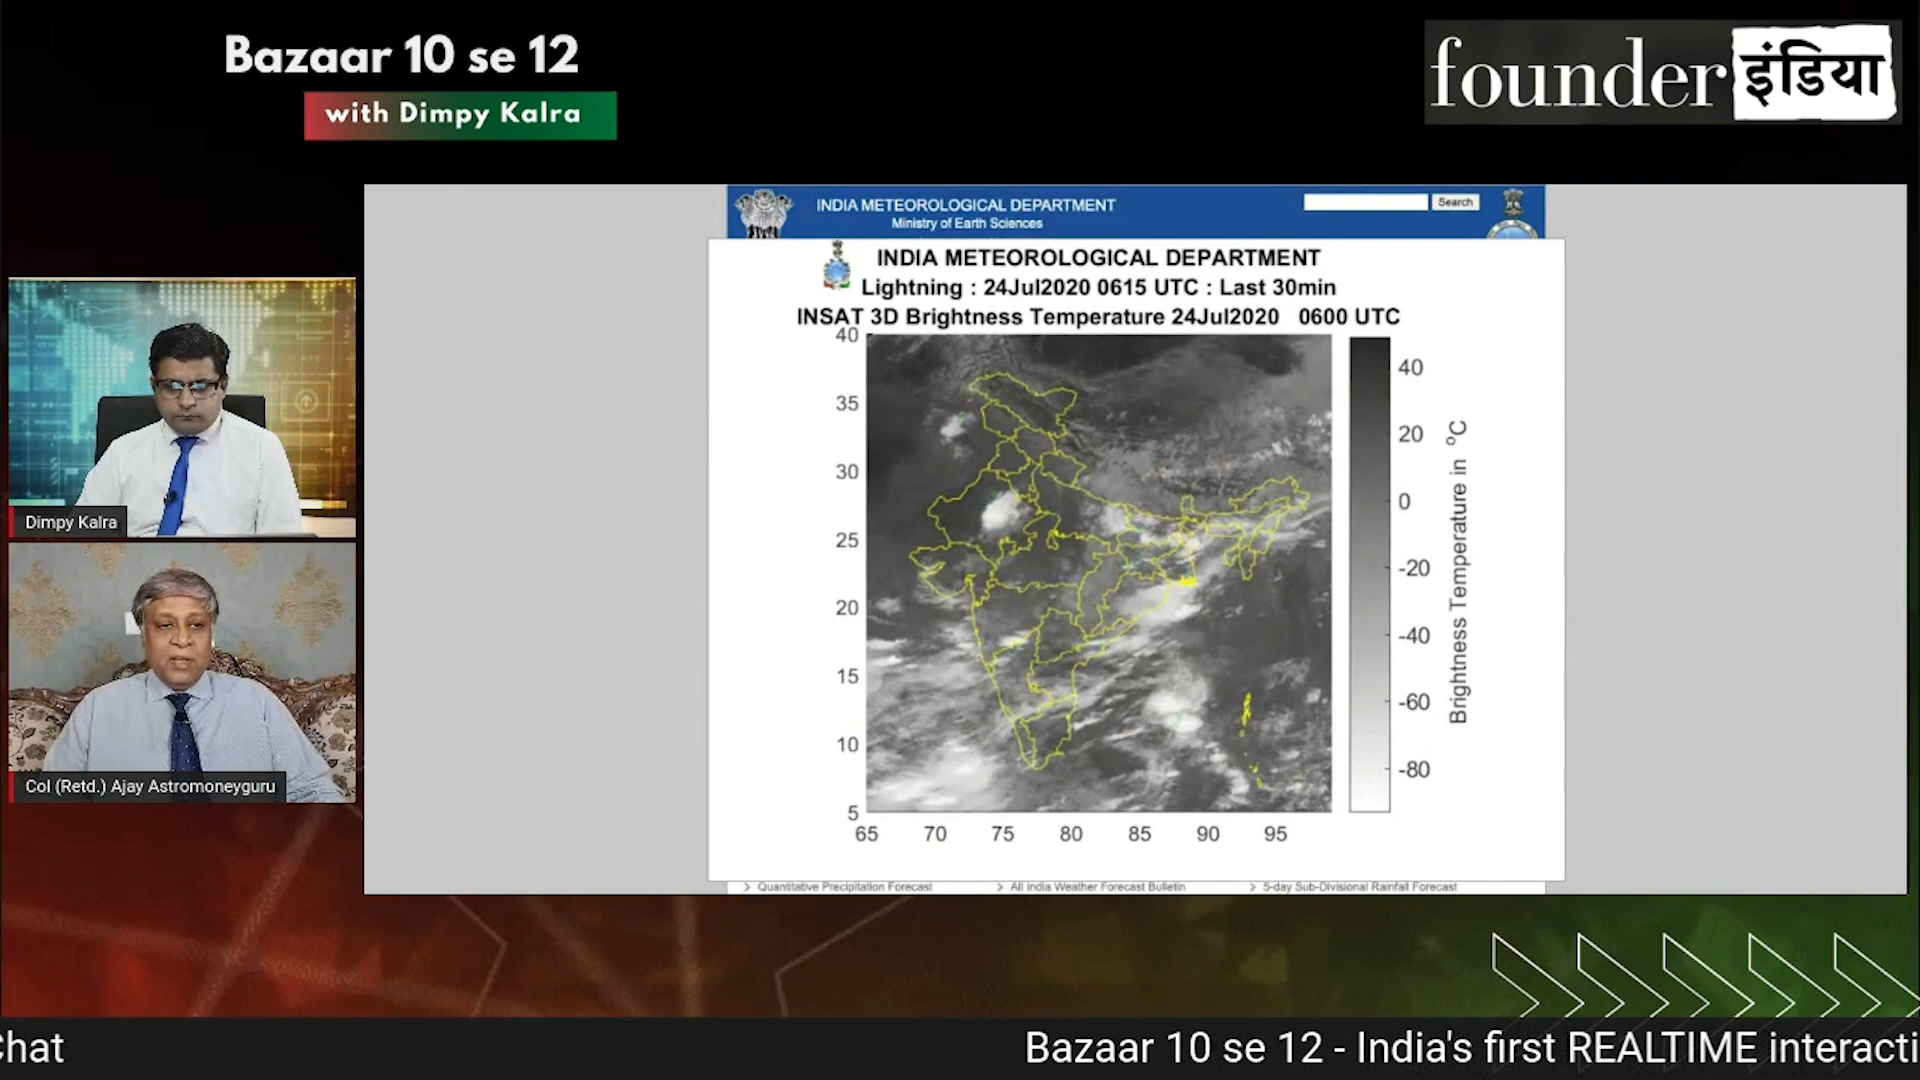 Bazaar 10 se 12
with Dimpy Kalra
founder इंडिया
INDIA METEOROLOGICAL DEPARTMENT
Ministry of Earth Sciences
Search
INDIA METEOROLOGICAL DEPARTMENT
Lightning : 24Jul2020 0615 UTC : Last 30min
INSAT 3D Brightness Temperature 24Jul2020 0600 UTC
40
35
30
25
20
15
10
5
65 70 75 80 85 90 95
40
20
0
-20
-40
-60
-80
Brightness Temperature in °C
Quantitative Precipitation Forecast
All India Weather Forecast Bulletin
5-day Sub-Divisional Rainfall Forecast
Dimpy Kalra
Col (Retd.) Ajay Astromoneyguru
Chat
Bazaar 10 se 12 - India's first REALTIME interacti